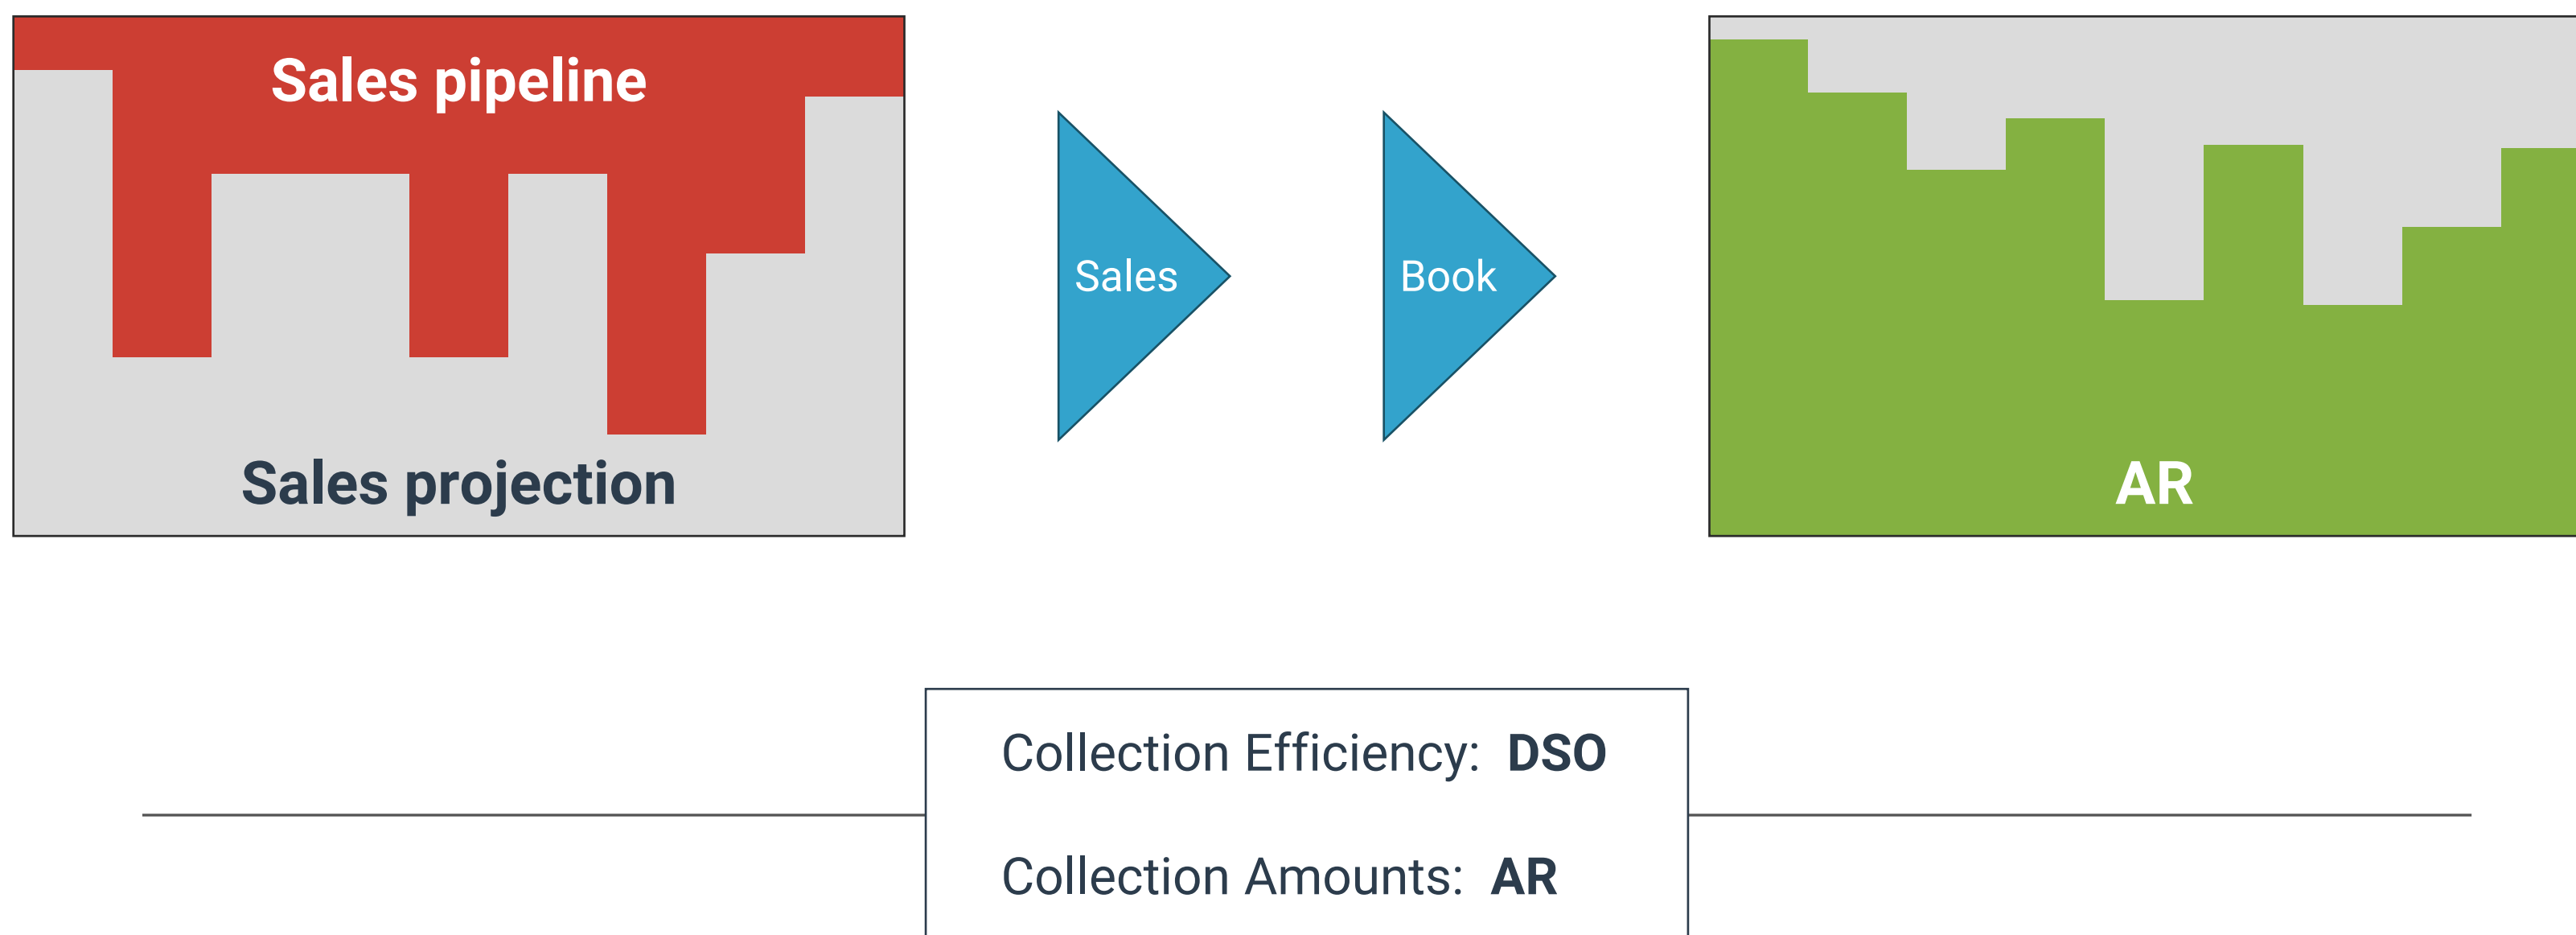 Sales pipeline
Sales projection
Sales
Book
AR
Collection Efficiency: DSO
Collection Amounts: AR